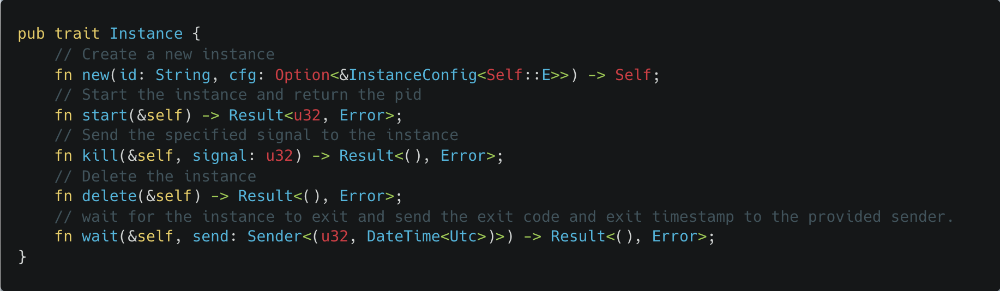 pub trait Instance {
    // Create a new instance
    fn new(id: String, cfg: Option<&InstanceConfig<Self::E>>) -> Self;
    // Start the instance and return the pid
    fn start(&self) -> Result<u32, Error>;
    // Send the specified signal to the instance
    fn kill(&self, signal: u32) -> Result<(), Error>;
    // Delete the instance
    fn delete(&self) -> Result<(), Error>;
    // wait for the instance to exit and send the exit code and exit timestamp to the provided sender.
    fn wait(&self, send: Sender<(u32, DateTime<Utc>)>) -> Result<(), Error>;
}